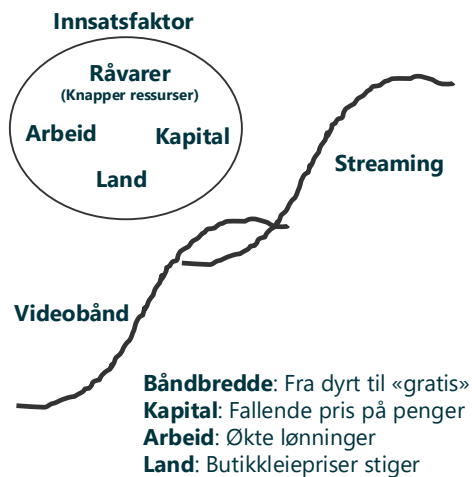 Innsatsfaktor
Råvarer
(Knapper ressurser)
Arbeid
Kapital
Land
Streaming
Videobånd
Båndbredde: Fra dyrt til «gratis»
Kapital: Fallende pris på penger
Arbeid: Økte lønninger
Land: Butikkleiepriser stiger